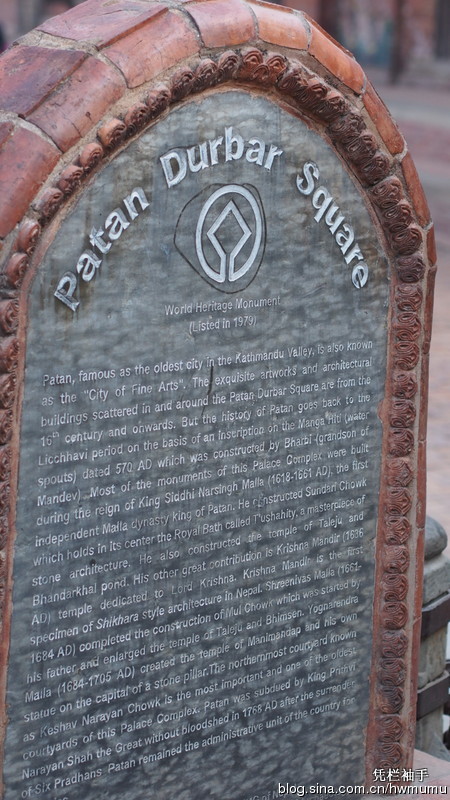 Patan Durbar Square
World Heritage Monument
(Listed in 1979)
Patan, famous as the oldest city in the Kathmandu Valley, is also known
as the "City of Fine Arts". The exquisite artworks and architectural
buildings scattered in and around the Patan Durbar Square are from the
16th century and onwards. But the history of Patan goes back to the
Licchhavi period on the basis of an inscription on the Manga Hiti (water
spouts) dated 570 AD which was constructed by Bharbi (grandson of
Mandev). Most of the monuments of this Palace Complex were built
during the reign of King Siddhi Narsingh Malla (1618-1661 AD), the first
independent Malla dynasty king of Patan. He constructed Sundari Chowk
which holds in its center the Royal Bath called Tushahity, a masterpiece of
stone architecture. He also constructed the temple of Taleju and
Bhandarkhal pond. His other great contribution is Krishna Mandir (1636
AD) temple dedicated to Lord Krishna. Krishna Mandir is the first
specimen of Shikhara style architecture in Nepal. Shreenivas Malla (1661-
1684 AD) completed the construction of Mul Chowk which was started by
his father and enlarged the temple of Taleju and Bhimsen. Yognarendra
Malla (1684-1705 AD) created the temple of Manimandap and his own
statue on the capital of a stone pillar. The northernmost courtyard known
as Keshav Narayan Chowk is the most important and one of the oldest
courtyards of this Palace Complex. Patan was subdued by King Prithvi
Narayan Shah the Great without bloodshed in 1768 AD after the surrender
of Six Pradhans. Patan remained the administrative unit of the country for
凭栏袖手
blog.sina.com.cn/hwmumu